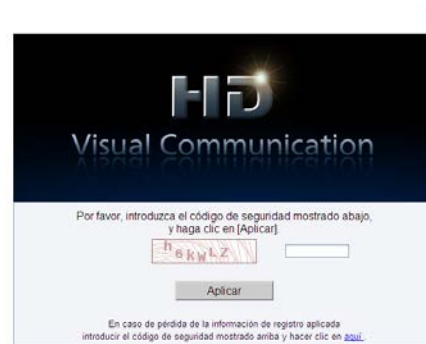 HD
Visual Communication
Por favor, introduzca el código de seguridad mostrado abajo,
y haga clic en [Aplicar].
h6kwLZ
Aplicar
En caso de pérdida de la información de registro aplicada
introducir el código de seguridad mostrado arriba y hacer clic en aquí.